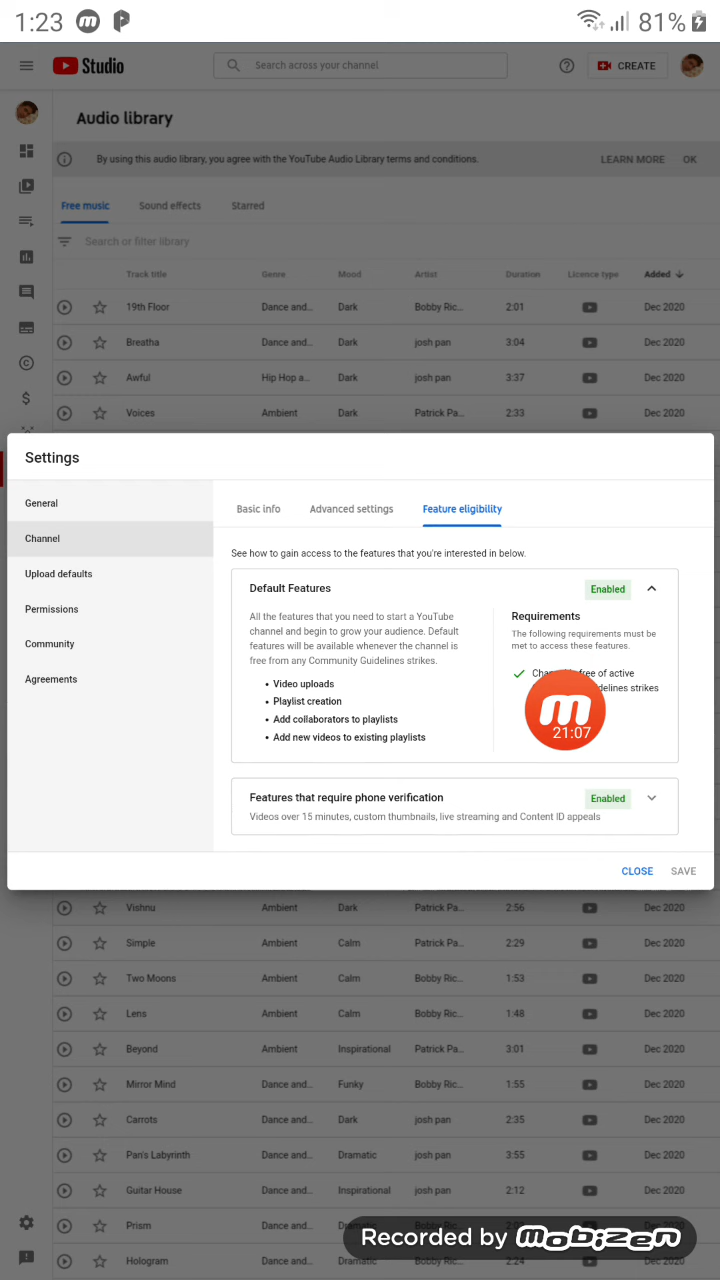 1:23
81%
Studio
Search across your channel
CREATE
Audio library
By using this audio library, you agree with the YouTube Audio Library terms and conditions.
LEARN MORE OK
Free music Sound effects Starred
Search or filter library
Track title Genre Mood Artist Duration Licence type Added
19th Floor Dance and... Dark Bobby Ric... 2:01 Dec 2020
Breatha Dance and... Dark josh pan 3:04 Dec 2020
Awful Hip Hop a... Dark josh pan 3:37 Dec 2020
Voices Ambient Dark Patrick Pa... 2:33 Dec 2020
Settings
General
Channel
Upload defaults
Permissions
Community
Agreements
Basic info Advanced settings Feature eligibility
See how to gain access to the features that you're interested in below.
Default Features
Enabled
All the features that you need to start a YouTube
channel and begin to grow your audience. Default
features will be available whenever the channel is
free from any Community Guidelines strikes.
• Video uploads
• Playlist creation
• Add collaborators to playlists
• Add new videos to existing playlists
Requirements
The following requirements must be
met to access these features.
free of active
strikes
m
21:07
Features that require phone verification
Enabled
Videos over 15 minutes, custom thumbnails, live streaming and Content ID appeals
CLOSE SAVE
Vishnu Ambient Dark Patrick Pa... 2:56 Dec 2020
Simple Ambient Calm Patrick Pa... 2:29 Dec 2020
Two Moons Ambient Calm Bobby Ric... 1:53 Dec 2020
Lens Ambient Calm Bobby Ric... 1:48 Dec 2020
Beyond Ambient Inspirational Patrick Pa... 3:01 Dec 2020
Mirror Mind Dance and... Funky Bobby Ric... 1:55 Dec 2020
Carrots Dance and... Dark josh pan 2:35 Dec 2020
Pan's Labyrinth Dance and... Dramatic josh pan 3:55 Dec 2020
Guitar House Dance and... Inspirational josh pan 2:12 Dec 2020
Prism Dance and... Dramatic Bobby Ric... Dec 2020
Hologram Dance and... Dramatic Bobby Ric... 2:24 Dec 2020
Recorded by mobizen